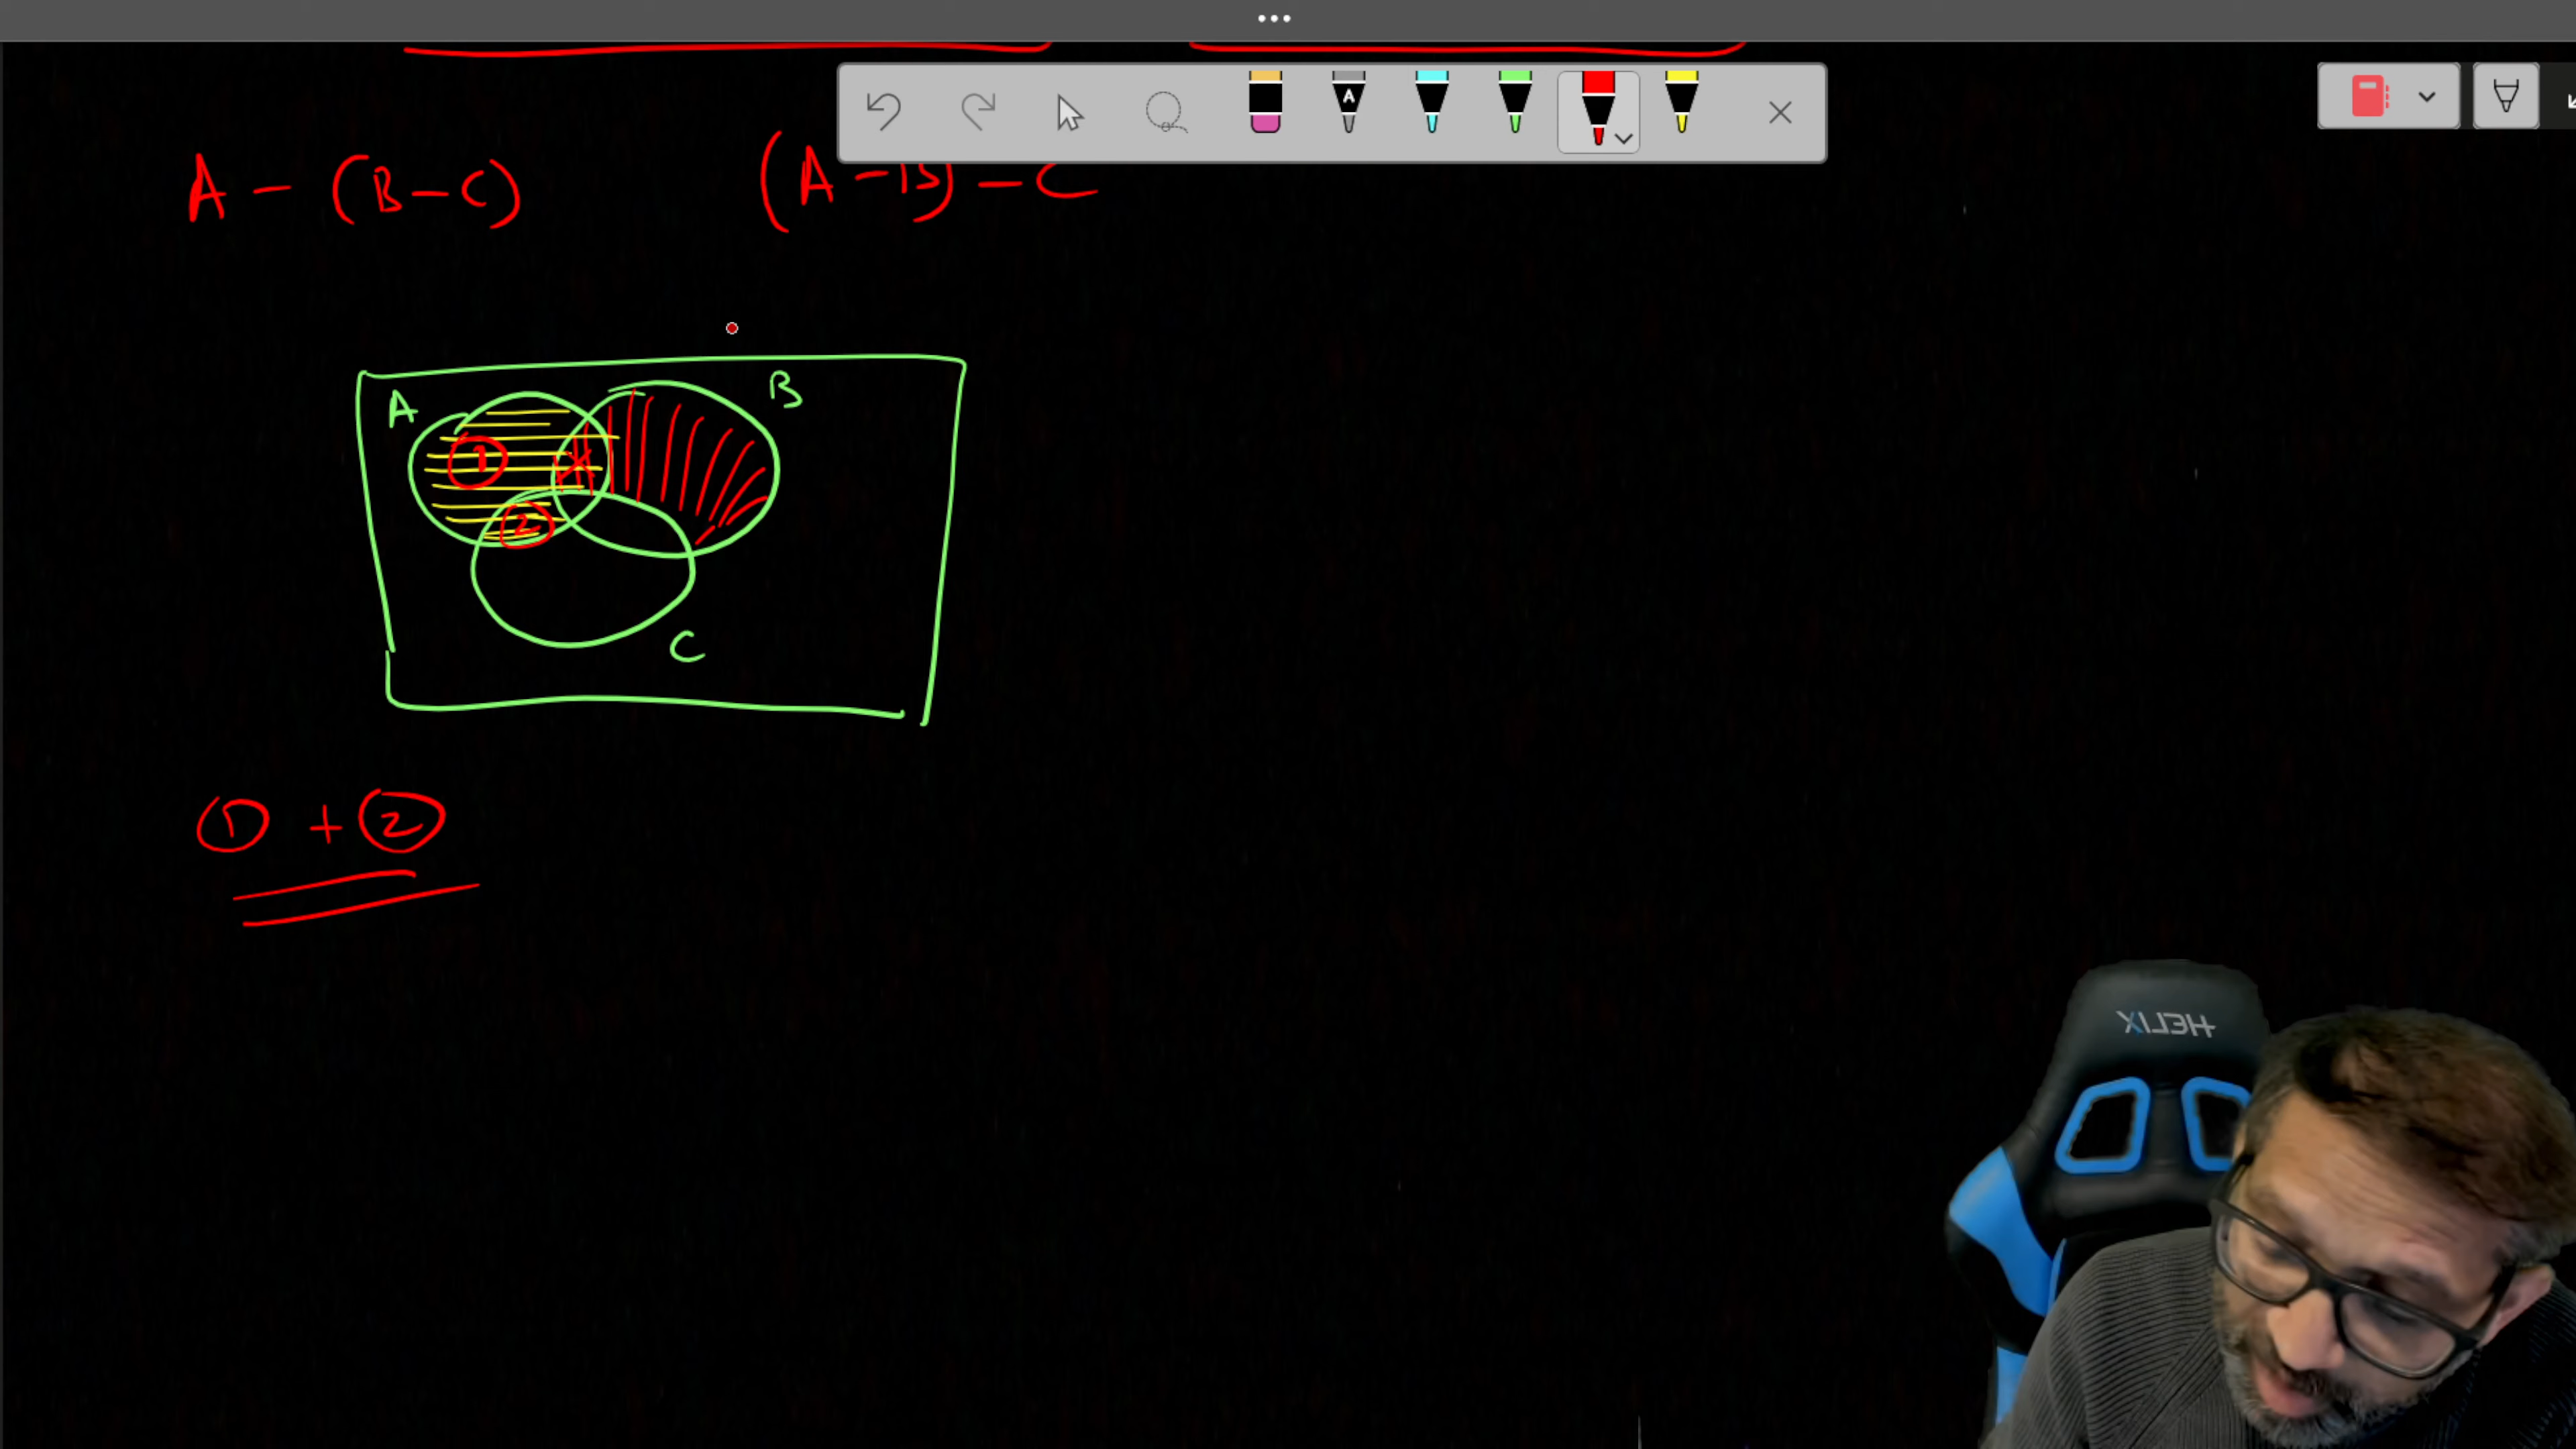 A - (B - C) (A - B) - C
A B
1
2
C
① + ②
HELIX